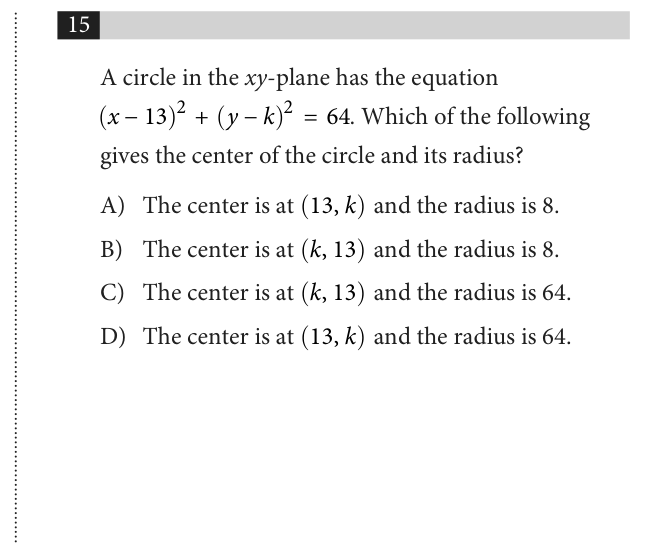 15
A circle in the xy-plane has the equation
(x – 13)² + (y – k)² = 64. Which of the following
gives the center of the circle and its radius?
A) The center is at (13, k) and the radius is 8.
B) The center is at (k, 13) and the radius is 8.
C) The center is at (k, 13) and the radius is 64.
D) The center is at (13, k) and the radius is 64.